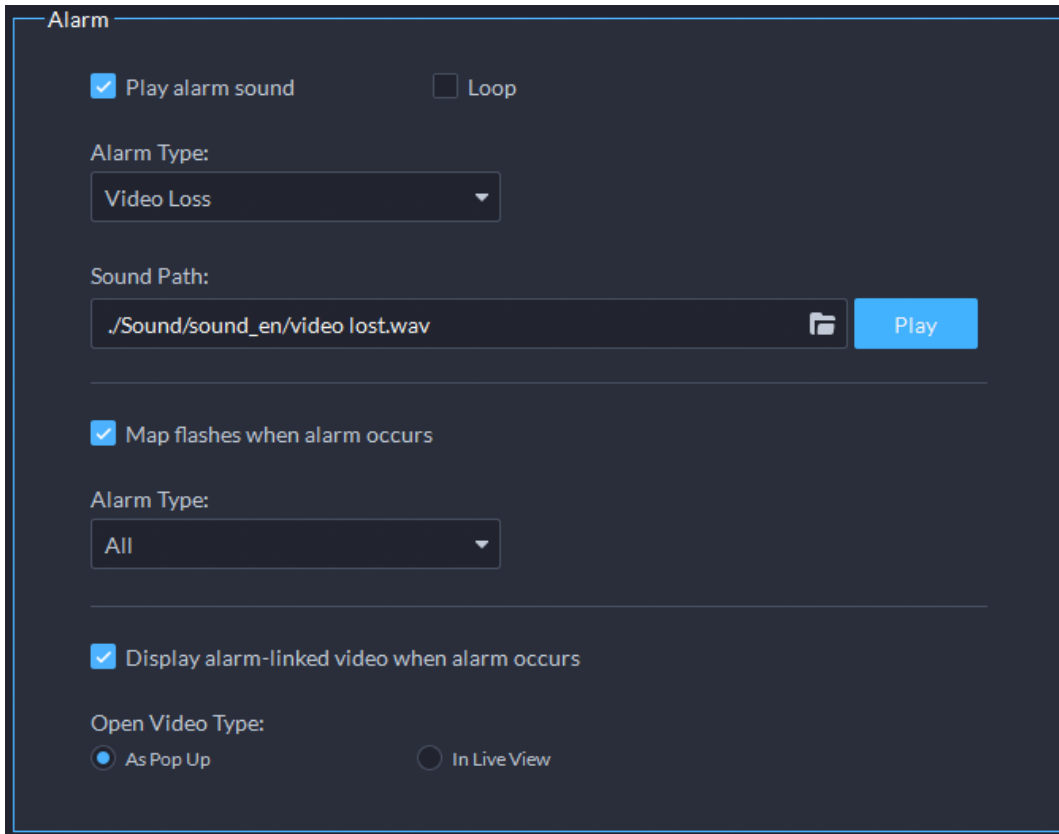 Alarm
Play alarm sound Loop
Alarm Type:
Video Loss
Sound Path:
./Sound/sound_en/video lost.wav Play
Map flashes when alarm occurs
Alarm Type:
All
Display alarm-linked video when alarm occurs
Open Video Type:
As Pop Up In Live View